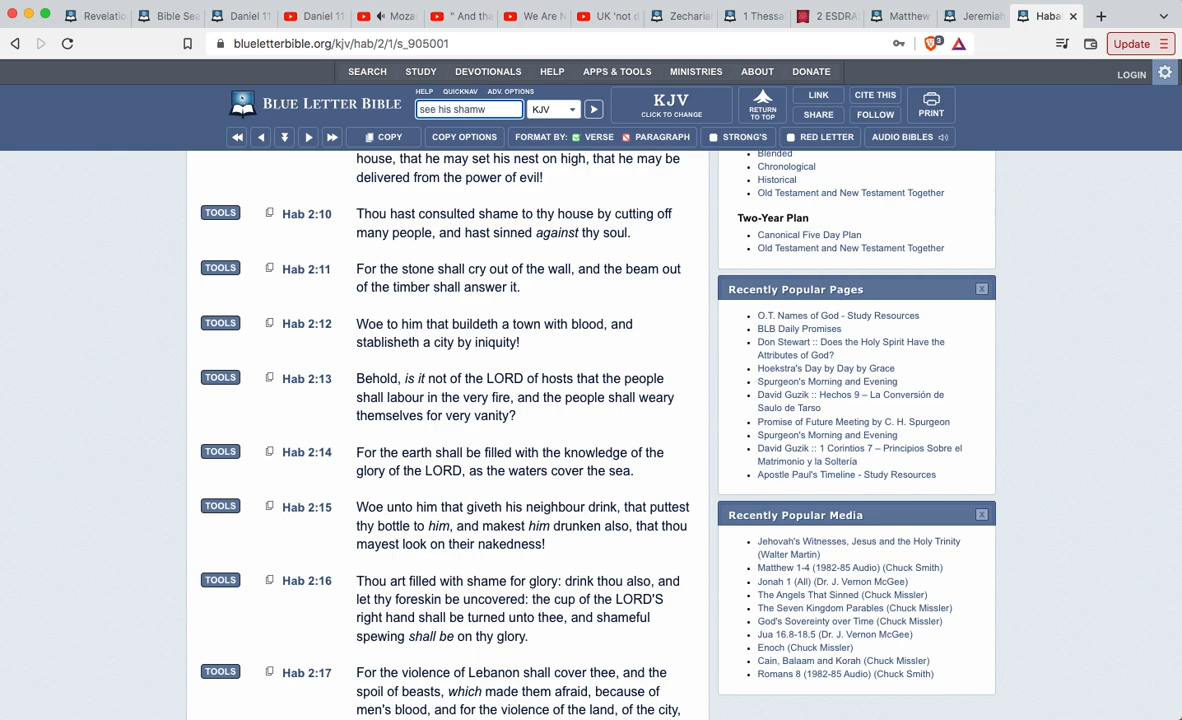 Revelatio
Bible Sea
Daniel 11
Daniel 11
Moza
" And tha
We Are N
UK 'not d
Zecharia
1 Thessa
2 ESDRA
Matthew
Jeremiah
Haba
blueletterbible.org/kjv/hab/2/1/s_905001
3
Update
SEARCH STUDY DEVOTIONALS HELP APPS & TOOLS MINISTRIES ABOUT DONATE
LOGIN
BLUE LETTER BIBLE
HELP QUICKNAV ADV. OPTIONS
see his shamw
KJV
KJV
CLICK TO CHANGE
RETURN
TO TOP
LINK
CITE THIS
SHARE
FOLLOW
PRINT
COPY
COPY OPTIONS
FORMAT BY: VERSE PARAGRAPH
STRONG'S
RED LETTER
AUDIO BIBLES
house, that he may set his nest on high, that he may be
delivered from the power of evil!
TOOLS Hab 2:10 Thou hast consulted shame to thy house by cutting off
many people, and hast sinned against thy soul.
TOOLS Hab 2:11 For the stone shall cry out of the wall, and the beam out
of the timber shall answer it.
TOOLS Hab 2:12 Woe to him that buildeth a town with blood, and
stablisheth a city by iniquity!
TOOLS Hab 2:13 Behold, is it not of the LORD of hosts that the people
shall labour in the very fire, and the people shall weary
themselves for very vanity?
TOOLS Hab 2:14 For the earth shall be filled with the knowledge of the
glory of the LORD, as the waters cover the sea.
TOOLS Hab 2:15 Woe unto him that giveth his neighbour drink, that puttest
thy bottle to him, and makest him drunken also, that thou
mayest look on their nakedness!
TOOLS Hab 2:16 Thou art filled with shame for glory: drink thou also, and
let thy foreskin be uncovered: the cup of the LORD'S
right hand shall be turned unto thee, and shameful
spewing shall be on thy glory.
TOOLS Hab 2:17 For the violence of Lebanon shall cover thee, and the
spoil of beasts, which made them afraid, because of
men's blood, and for the violence of the land, of the city,
Blended
Chronological
Historical
Old Testament and New Testament Together
Two-Year Plan
Canonical Five Day Plan
Old Testament and New Testament Together
Recently Popular Pages
x
O.T. Names of God - Study Resources
BLB Daily Promises
Don Stewart :: Does the Holy Spirit Have the
Attributes of God?
Hoekstra's Day by Day by Grace
Spurgeon's Morning and Evening
David Guzik :: Hechos 9 – La Conversión de
Saulo de Tarso
Promise of Future Meeting by C. H. Spurgeon
Spurgeon's Morning and Evening
David Guzik :: 1 Corintios 7 – Principios Sobre el
Matrimonio y la Soltería
Apostle Paul's Timeline - Study Resources
Recently Popular Media
x
Jehovah's Witnesses, Jesus and the Holy Trinity
(Walter Martin)
Matthew 1-4 (1982-85 Audio) (Chuck Smith)
Jonah 1 (All) (Dr. J. Vernon McGee)
The Angels That Sinned (Chuck Missler)
The Seven Kingdom Parables (Chuck Missler)
God's Sovereinty over Time (Chuck Missler)
Jua 16.8-18.5 (Dr. J. Vernon McGee)
Enoch (Chuck Missler)
Cain, Balaam and Korah (Chuck Missler)
Romans 8 (1982-85 Audio) (Chuck Smith)